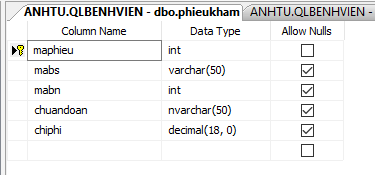 ANHTU.QLBENHVIEN - dbo.phieukham ANHTU.QLBENHVIEN -
Column Name Data Type Allow Nulls
maphieu int
mabs varchar(50)
mabn int
chuandoan nvarchar(50)
chiphi decimal(18, 0)